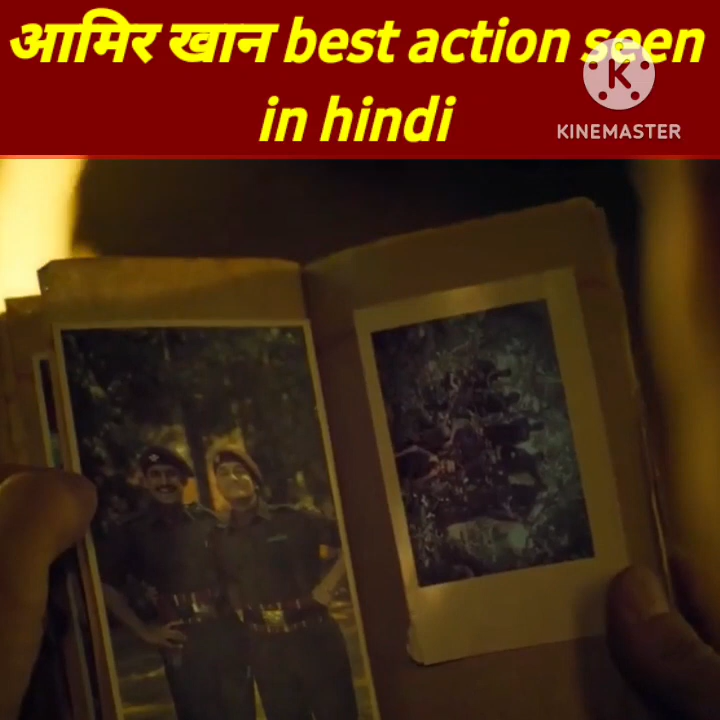 आमिर खान best action seen
in hindi
K
KINEMASTER